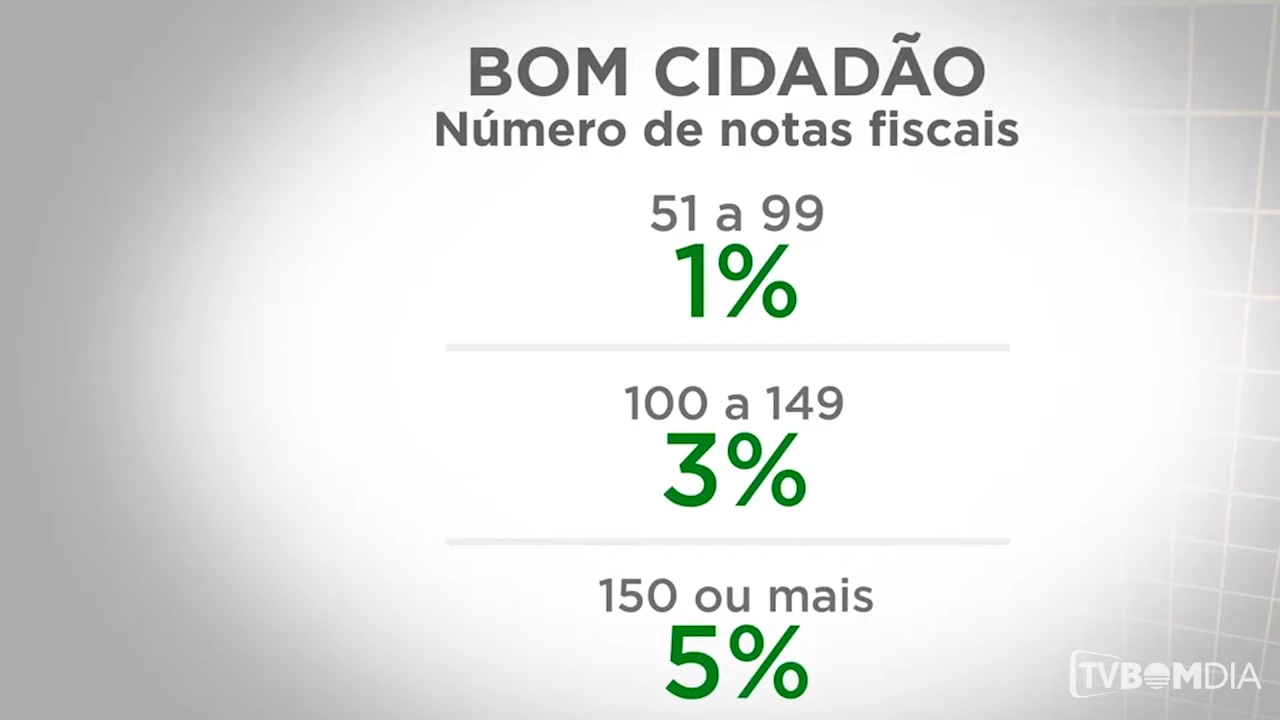 BOM CIDADÃO
Número de notas fiscais
51 a 99
1%
100 a 149
3%
150 ou mais
5%
TVBOMDIA